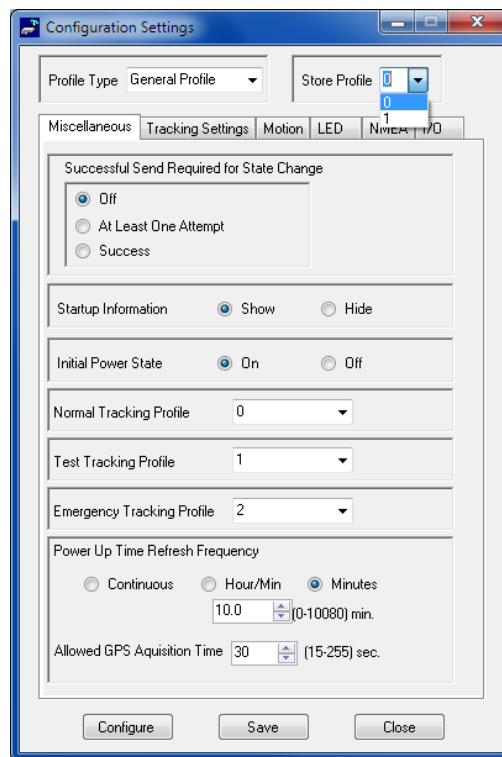 Configuration Settings
Profile Type General Profile Store Profile 0
0
1
Miscellaneous Tracking Settings Motion LED NMEA I/O
Successful Send Required for State Change
Off
At Least One Attempt
Success
Startup Information Show Hide
Initial Power State On Off
Normal Tracking Profile 0
Test Tracking Profile 1
Emergency Tracking Profile 2
Power Up Time Refresh Frequency
Continuous Hour/Min Minutes
10.0 (0-10080) min.
Allowed GPS Aquisition Time 30 (15-255) sec.
Configure Save Close